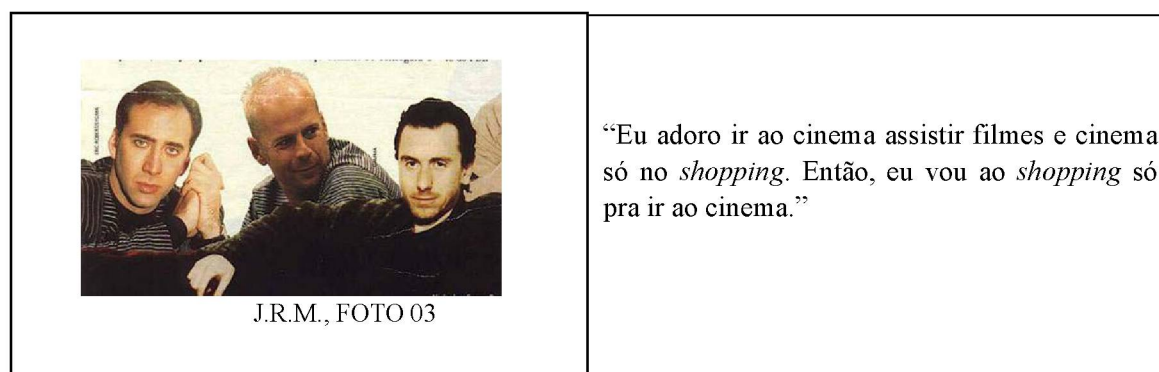 J.R.M., FOTO 03
“Eu adoro ir ao cinema assistir filmes e cinema
só no shopping. Então, eu vou ao shopping só
pra ir ao cinema.”